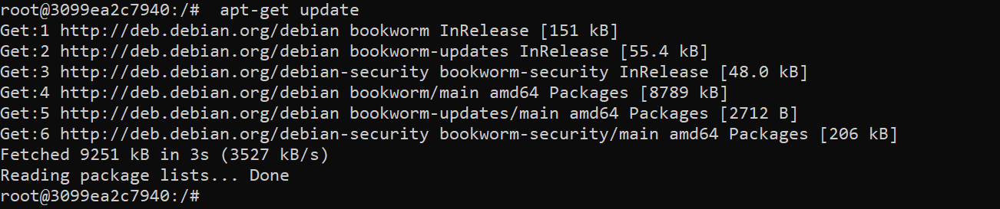 root@3099ea2c7940:/#  apt-get update
Get:1 http://deb.debian.org/debian bookworm InRelease [151 kB]
Get:2 http://deb.debian.org/debian bookworm-updates InRelease [55.4 kB]
Get:3 http://deb.debian.org/debian-security bookworm-security InRelease [48.0 kB]
Get:4 http://deb.debian.org/debian bookworm/main amd64 Packages [8789 kB]
Get:5 http://deb.debian.org/debian bookworm-updates/main amd64 Packages [2712 B]
Get:6 http://deb.debian.org/debian-security bookworm-security/main amd64 Packages [206 kB]
Fetched 9251 kB in 3s (3527 kB/s)
Reading package lists... Done
root@3099ea2c7940:/#